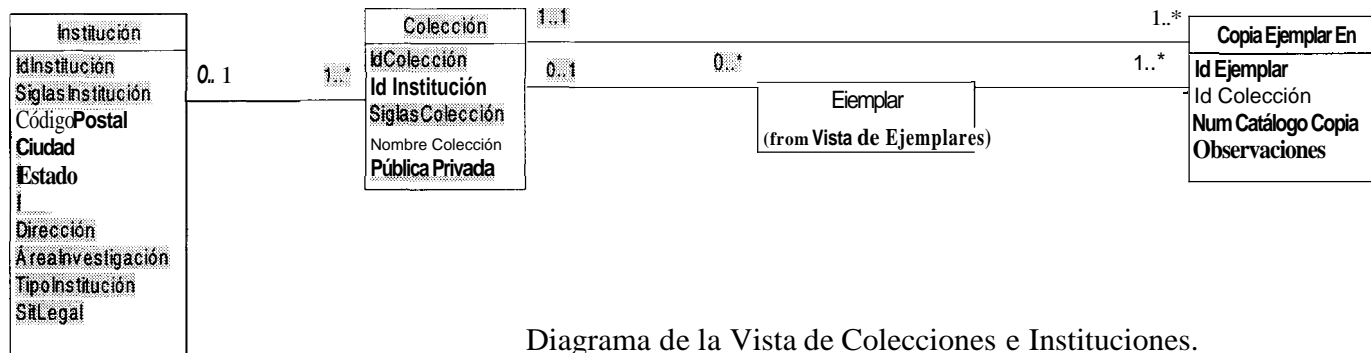 Institución
IdInstitución
SiglasInstitución
CódigoPostal
Ciudad
Estado
Dirección
ÁreaInvestigación
TipoInstitución
SitLegal
0.. 1
1..*
Colección
IdColección
Id Institución
SiglasColección
Nombre Colección
Pública Privada
1..1
1..*
0..1
0..*
1..*
Ejemplar
(from Vista de Ejemplares)
Copia Ejemplar En
Id Ejemplar
Id Colección
Num Catálogo Copia
Observaciones
Diagrama de la Vista de Colecciones e Instituciones.